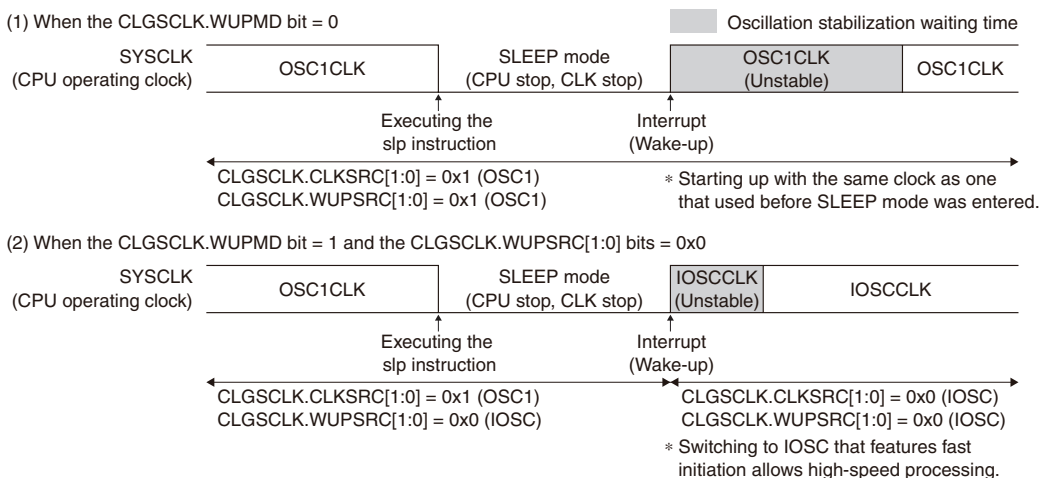 (1) When the CLGSCLK.WUPMD bit = 0
Oscillation stabilization waiting time
SYSCLK
(CPU operating clock)
OSC1CLK
SLEEP mode
(CPU stop, CLK stop)
OSC1CLK
(Unstable)
OSC1CLK
Executing the
slp instruction
Interrupt
(Wake-up)
CLGSCLK.CLKSRC[1:0] = 0x1 (OSC1)
CLGSCLK.WUPSRC[1:0] = 0x1 (OSC1)
* Starting up with the same clock as one
that used before SLEEP mode was entered.
(2) When the CLGSCLK.WUPMD bit = 1 and the CLGSCLK.WUPSRC[1:0] bits = 0x0
SYSCLK
(CPU operating clock)
OSC1CLK
SLEEP mode
(CPU stop, CLK stop)
IOSCCLK
(Unstable)
IOSCCLK
Executing the
slp instruction
Interrupt
(Wake-up)
CLGSCLK.CLKSRC[1:0] = 0x1 (OSC1)
CLGSCLK.WUPSRC[1:0] = 0x0 (IOSC)
CLGSCLK.CLKSRC[1:0] = 0x0 (IOSC)
CLGSCLK.WUPSRC[1:0] = 0x0 (IOSC)
* Switching to IOSC that features fast
initiation allows high-speed processing.